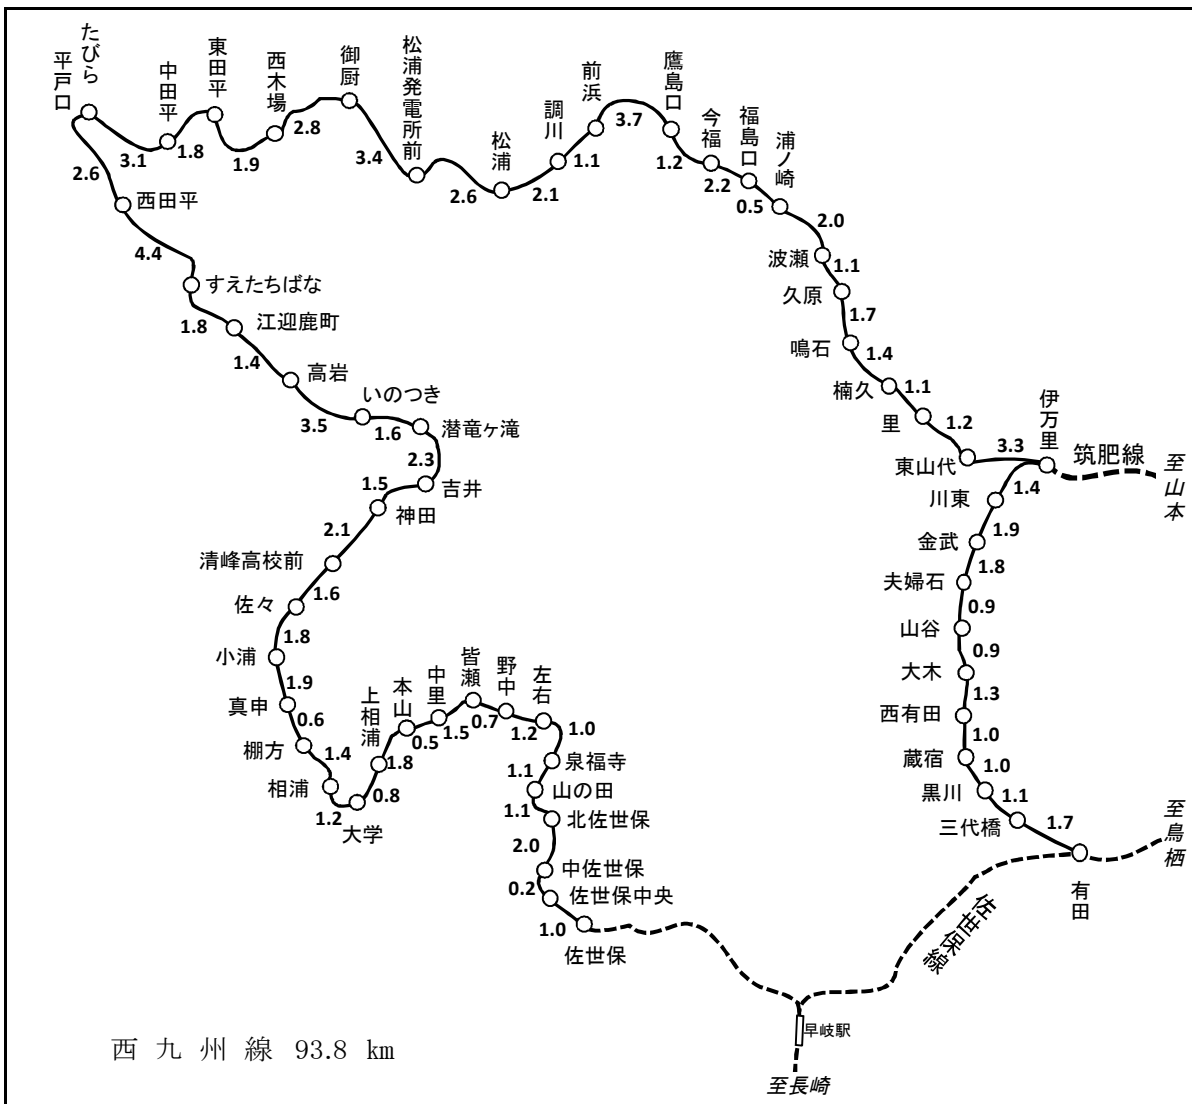 たびら
平戸口
3.1
中田平
1.8
東田平
1.9
西木場
2.8
御厨
3.4
松浦発電所前
2.6
松浦
2.1
調川
1.1
前浜
3.7
鷹島口
1.2
今福
2.2
福島口
0.5
浦ノ崎
2.0
波瀬
1.1
久原
1.7
鳴石
1.4
楠久
1.1
里
1.2
東山代
3.3
伊万里
筑肥線
至山本
1.4
川東
1.9
金武
1.8
夫婦石
0.9
山谷
0.9
大木
1.3
西有田
1.0
蔵宿
1.0
黒川
1.1
三代橋
1.7
有田
至鳥栖
佐世保線
2.6
西田平
4.4
すえたちばな
1.8
江迎鹿町
1.4
高岩
3.5
いのつき
1.6
潜竜ヶ滝
2.3
吉井
1.5
神田
2.1
清峰高校前
1.6
佐々
1.8
小浦
1.9
真申
0.6
棚方
1.4
相浦
1.2
大学
0.8
上相浦
1.8
本山
0.5
中里
1.5
皆瀬
0.7
野中
1.2
左右
1.0
泉福寺
1.1
山の田
1.1
北佐世保
2.0
中佐世保
0.2
佐世保中央
1.0
佐世保
早岐駅
至長崎
西九州線 93.8 km